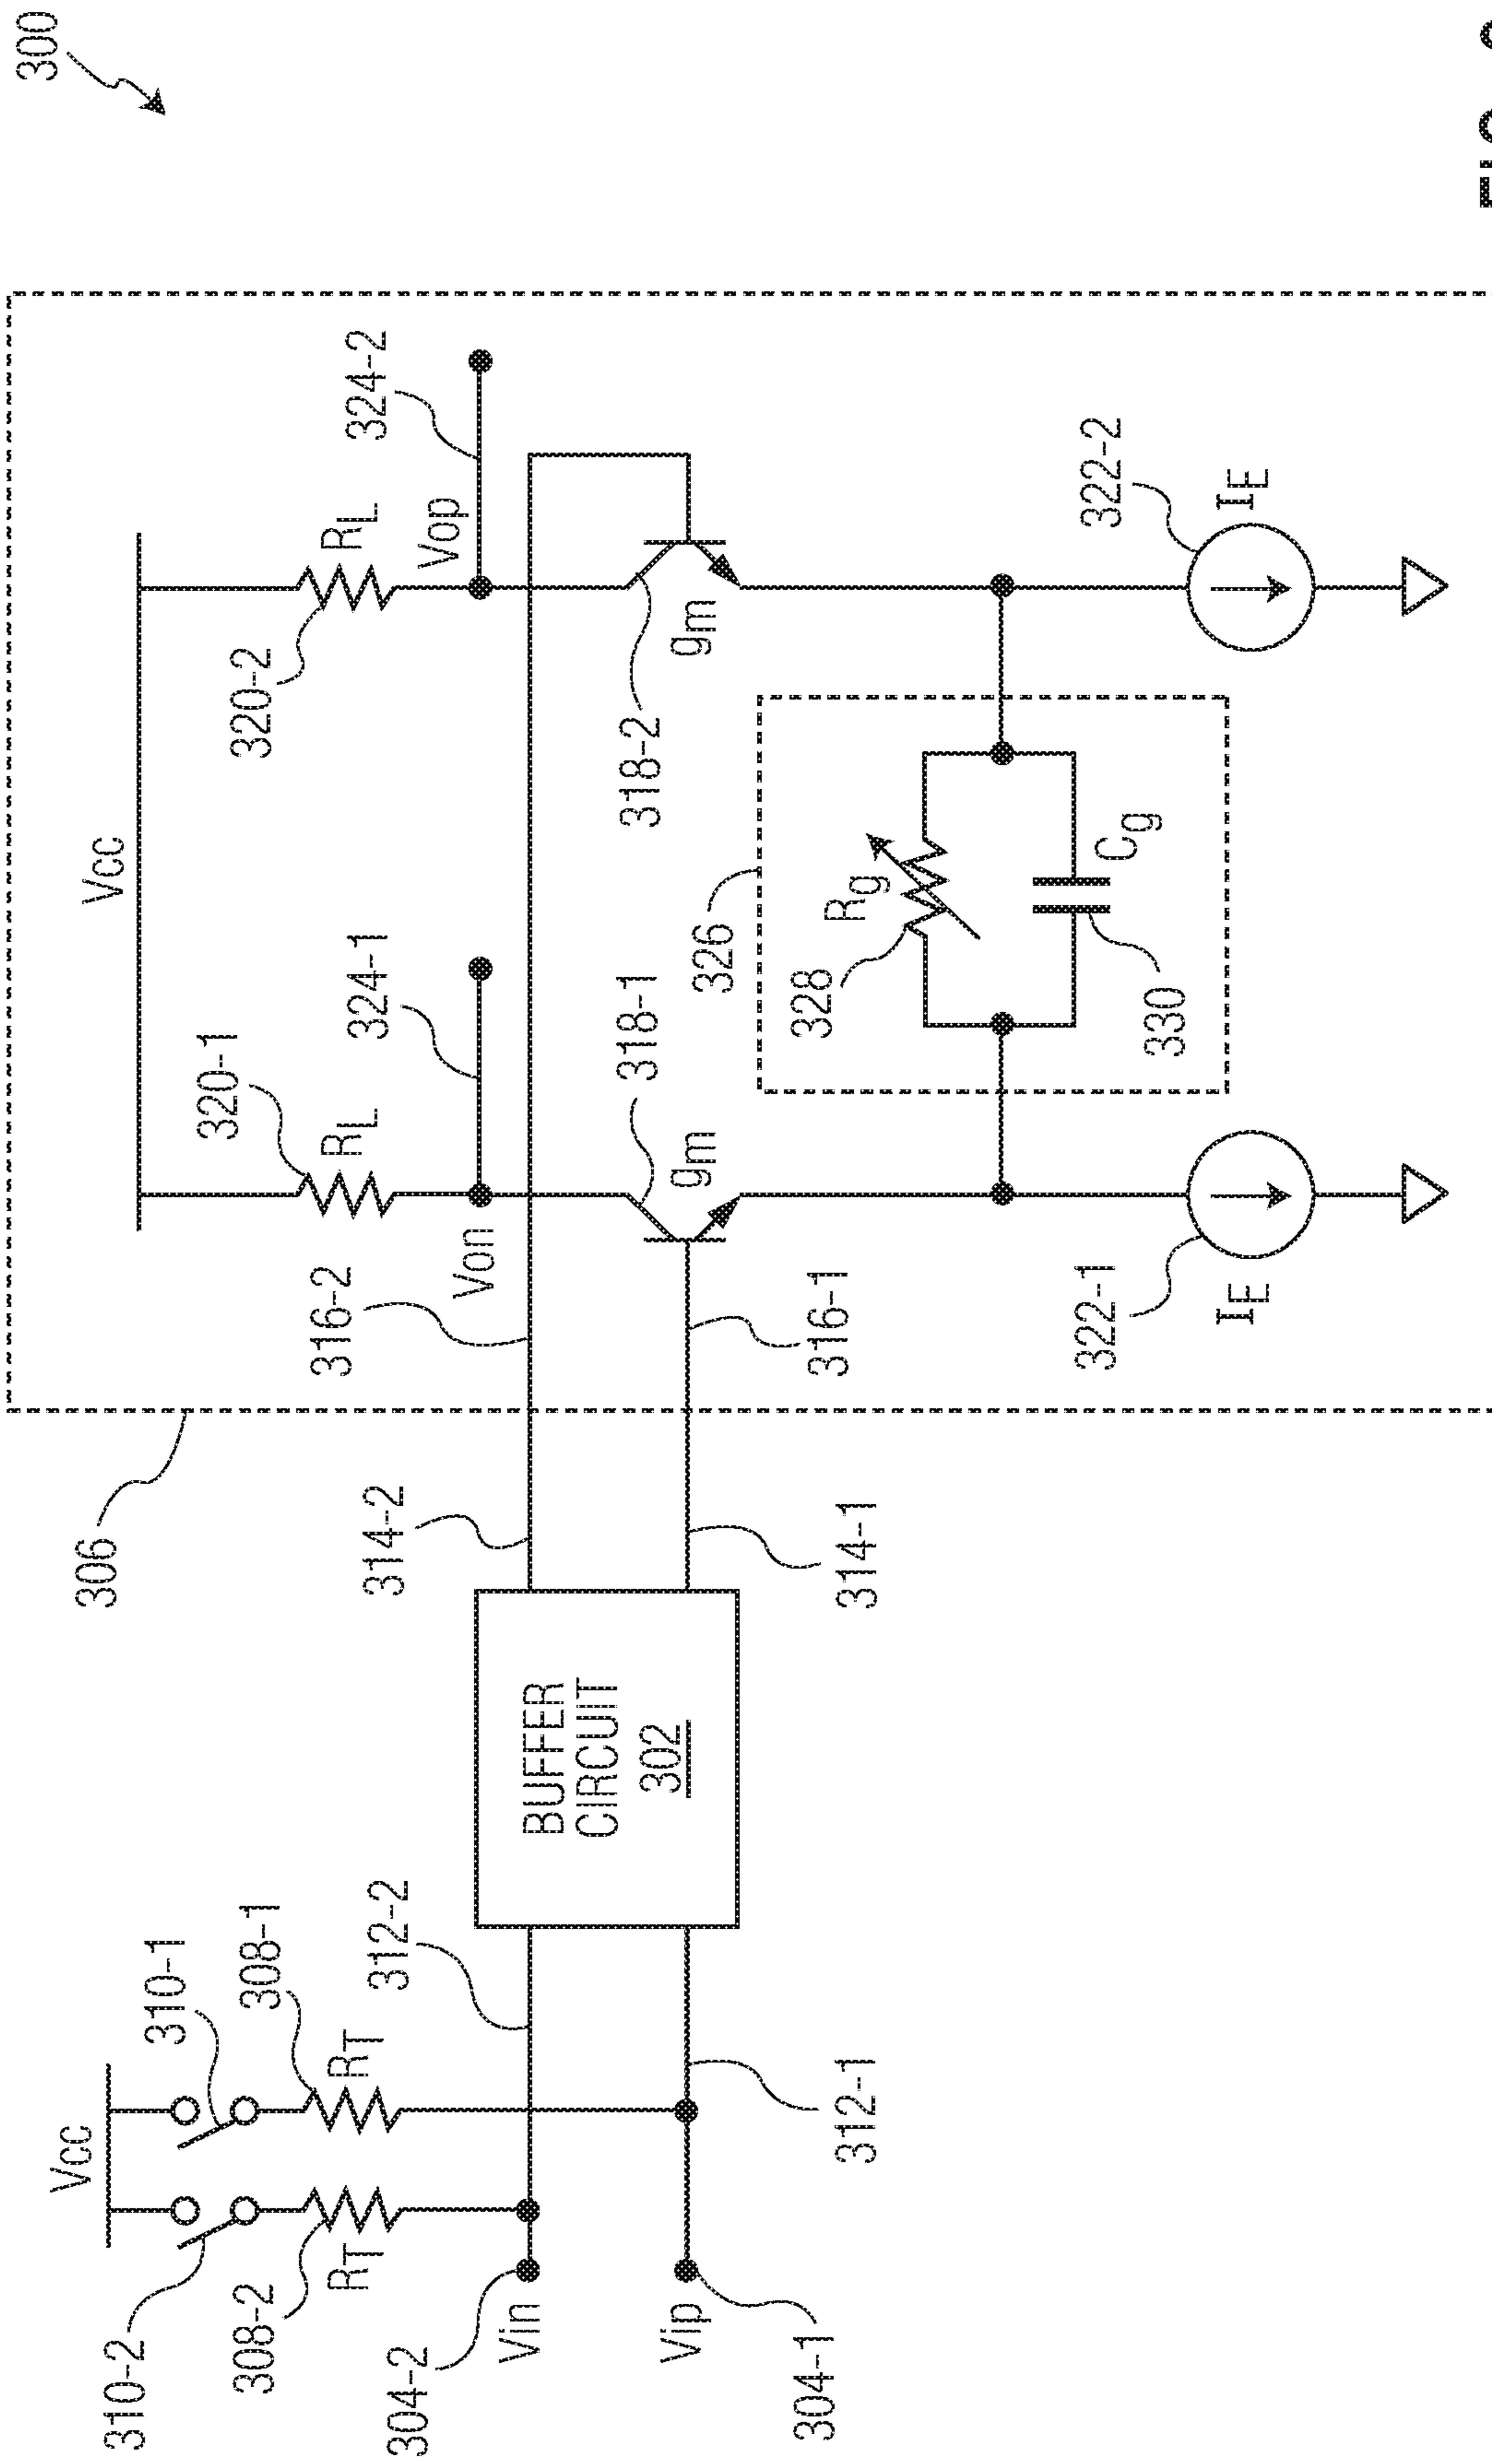 300
306
Vcc
320-1
RL
320-2
RL
324-1
324-2
316-2
Von
Vop
318-1
gm
318-2
gm
316-1
326
328
Rg
Cg
330
322-1
IE
322-2
IE
Vcc
310-2
310-1
308-2
RT
308-1
RT
304-2
Vin
312-2
314-2
BUFFER
CIRCUIT
302
Vip
304-1
312-1
314-1